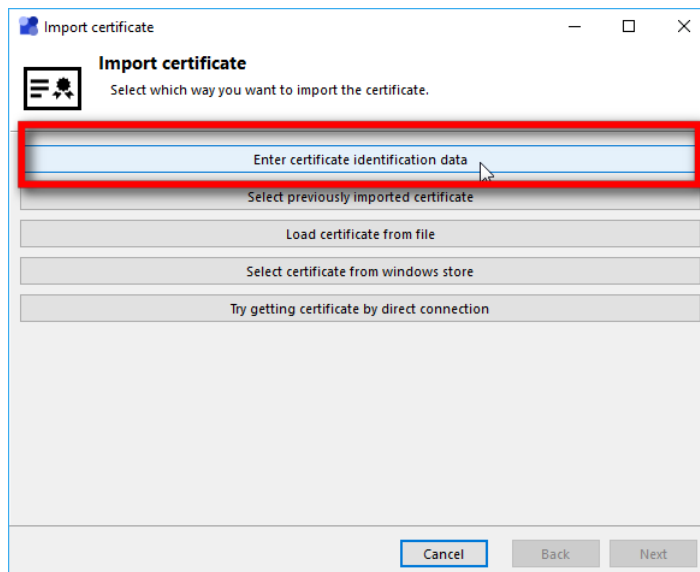 Import certificate
Import certificate
Select which way you want to import the certificate.
Enter certificate identification data
Select previously imported certificate
Load certificate from file
Select certificate from windows store
Try getting certificate by direct connection
Cancel Back Next